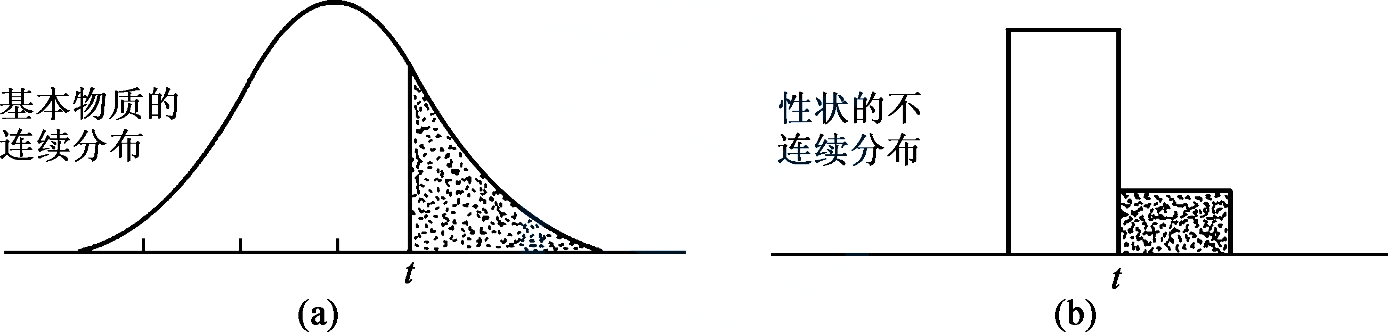 基本物质的
连续分布
t
(a)
性状的不
连续分布
t
(b)